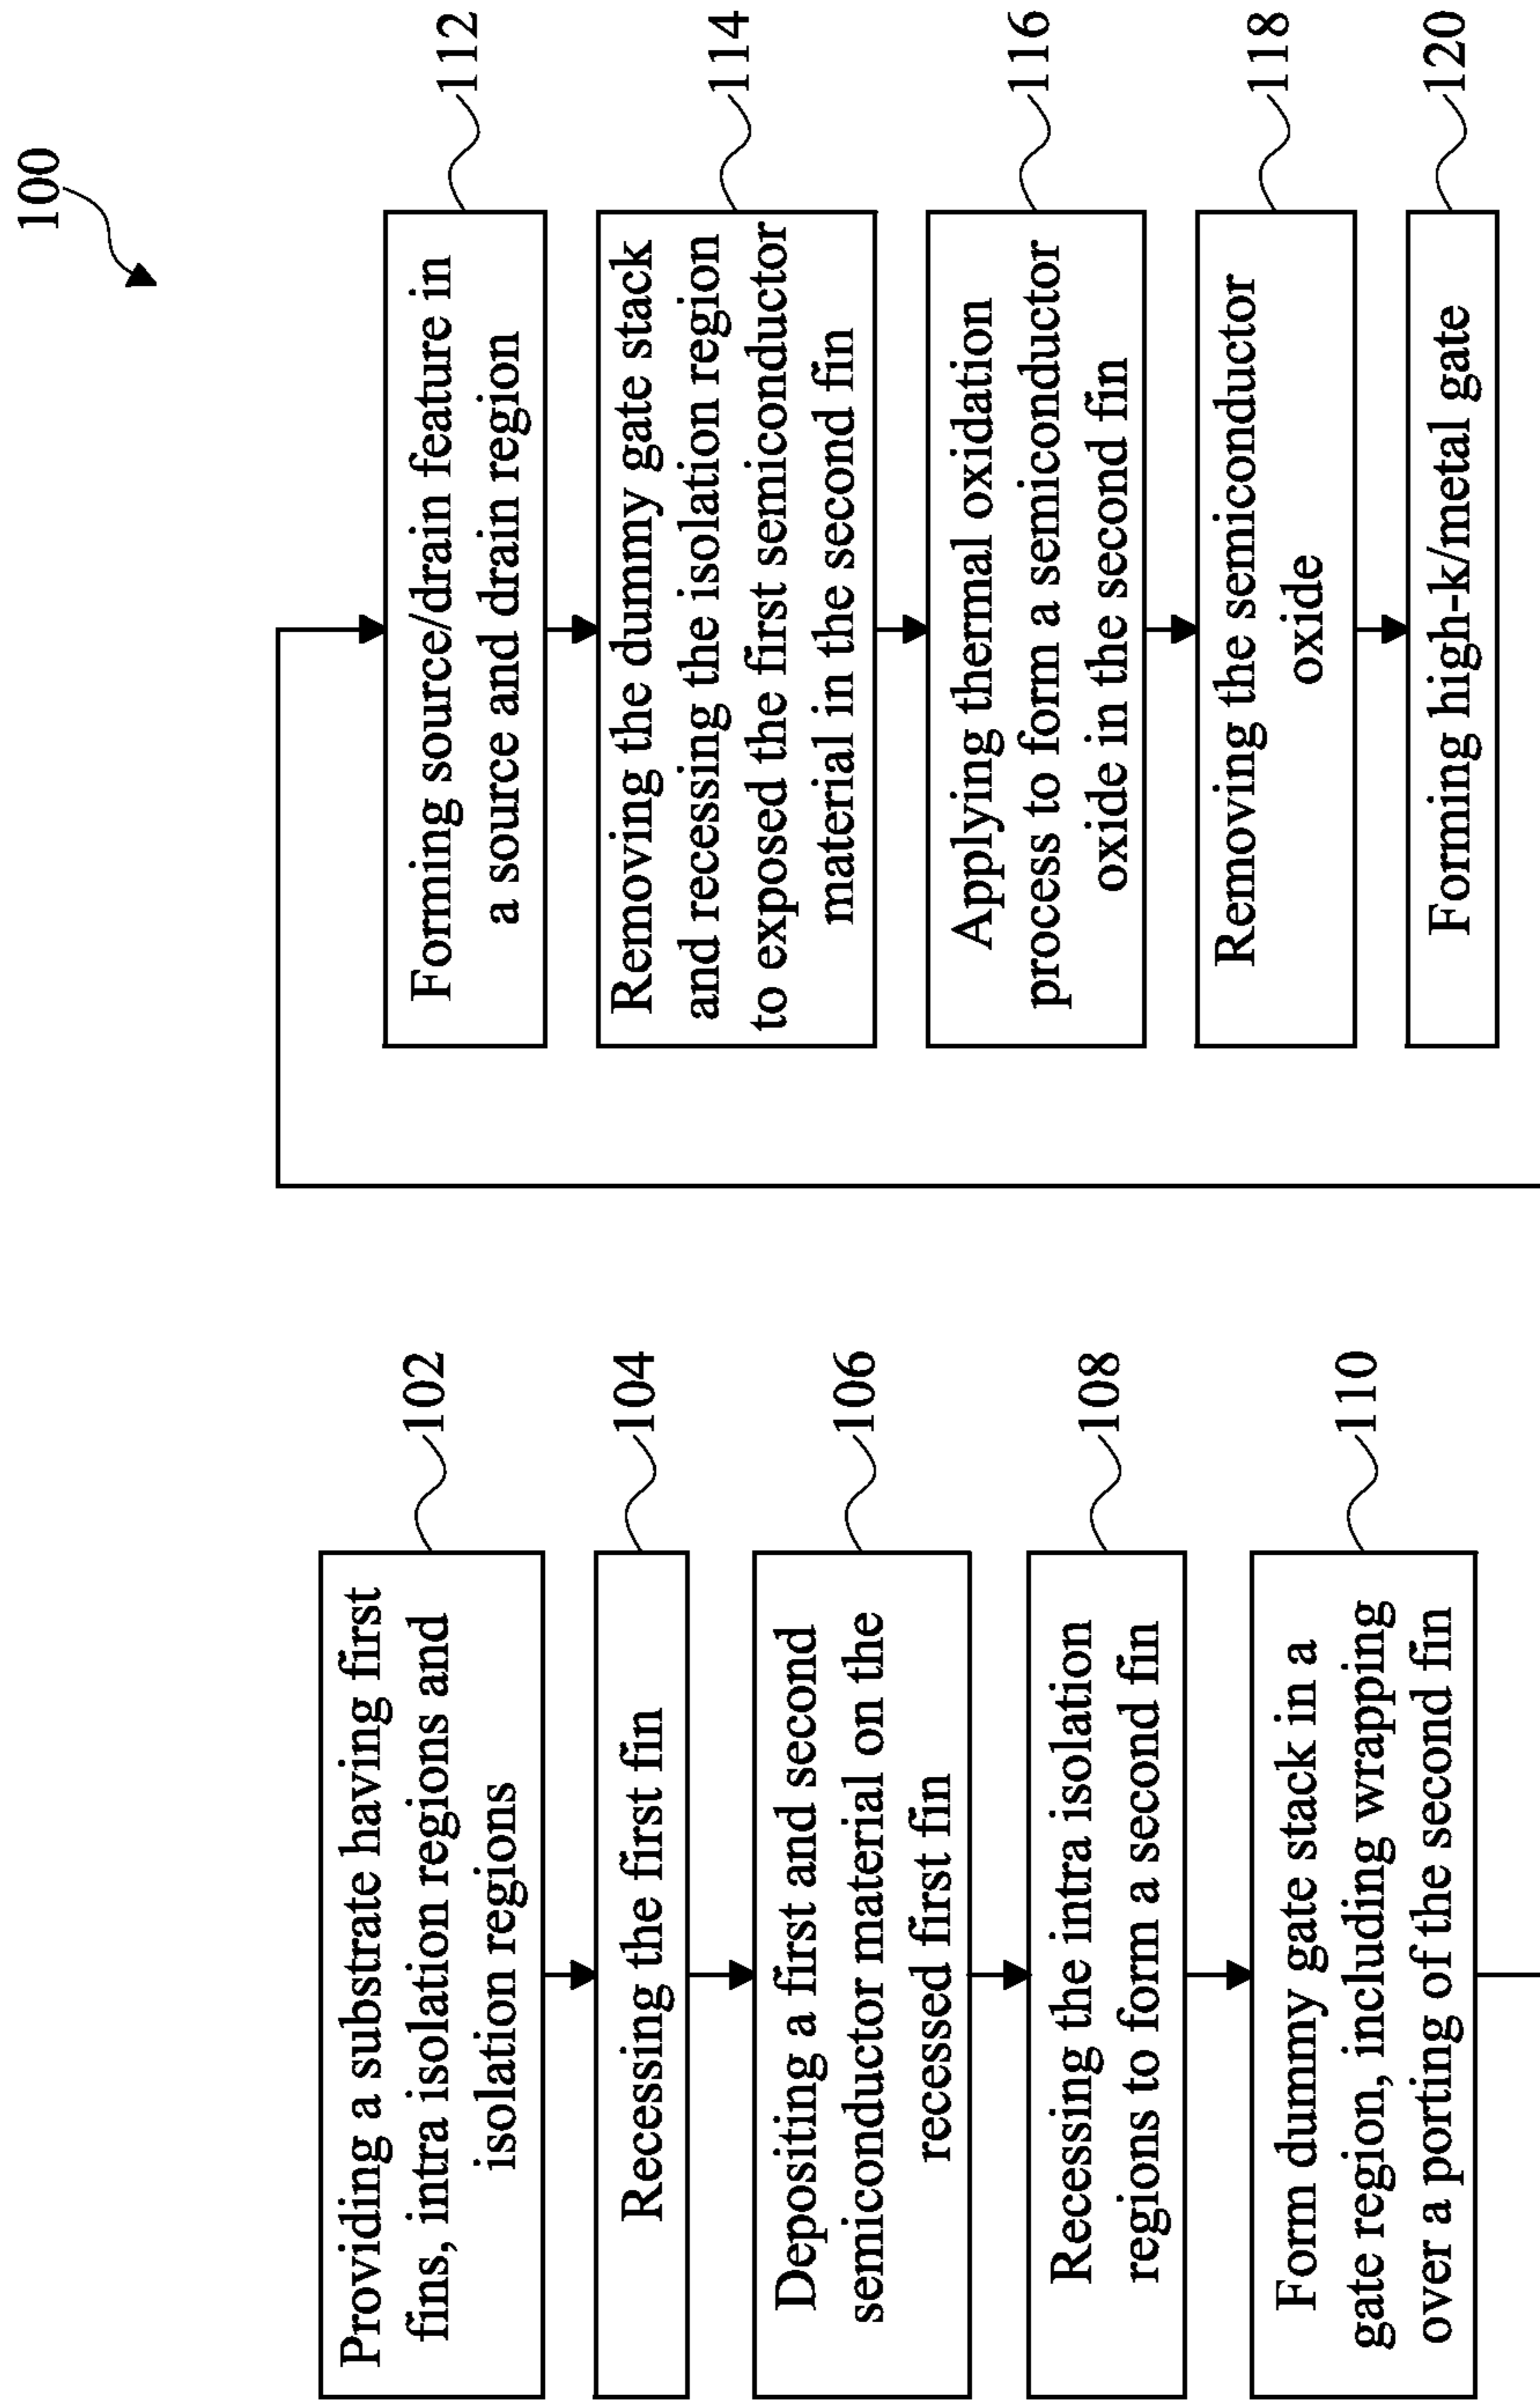 100
Providing a substrate having first
fins, intra isolation regions and
isolation regions
102
Recessing the first fin
104
Depositing a first and second
semiconductor material on the
recessed first fin
106
Recessing the intra isolation
regions to form a second fin
108
Form dummy gate stack in a
gate region, including wrapping
over a porting of the second fin
110
Forming source/drain feature in
a source and drain region
112
Removing the dummy gate stack
and recessing the isolation region
to exposed the first semiconductor
material in the second fin
114
Applying thermal oxidation
process to form a semiconductor
oxide in the second fin
116
Removing the semiconductor
oxide
118
Forming high-k/metal gate
120